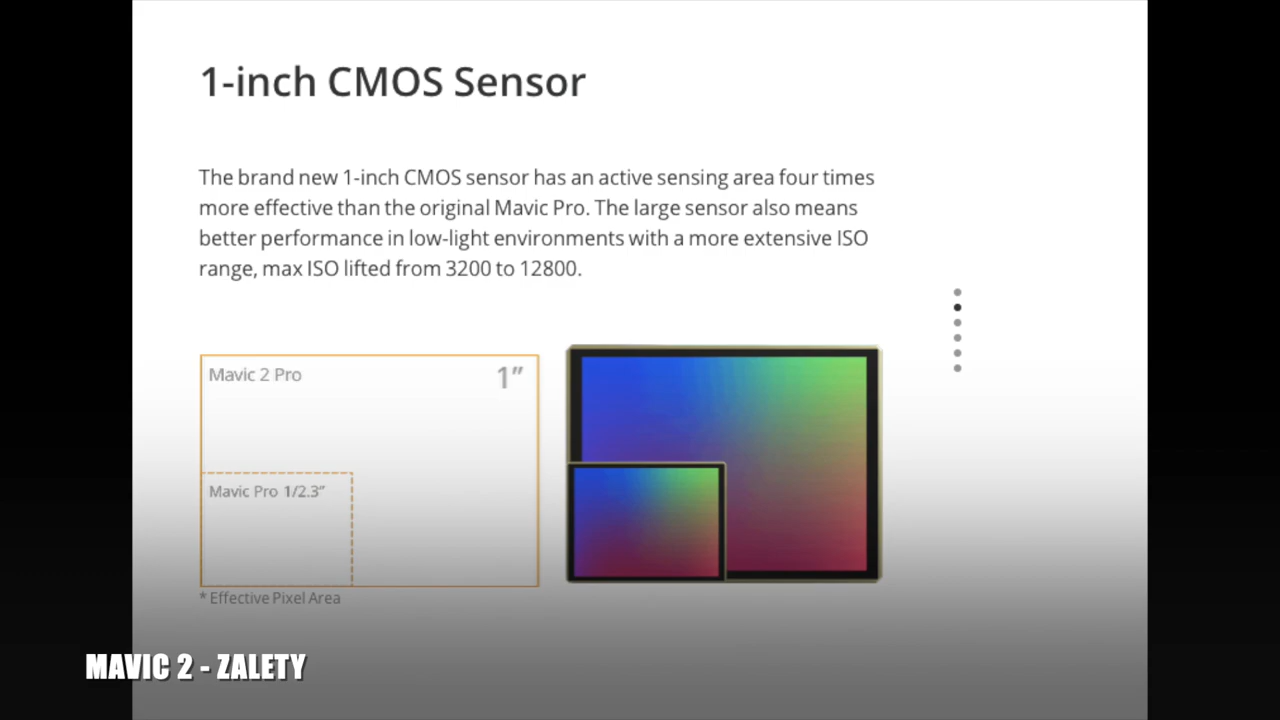 1-inch CMOS Sensor
The brand new 1-inch CMOS sensor has an active sensing area four times
more effective than the original Mavic Pro. The large sensor also means
better performance in low-light environments with a more extensive ISO
range, max ISO lifted from 3200 to 12800.
Mavic 2 Pro
1”
Mavic Pro 1/2.3”
* Effective Pixel Area
MAVIC 2 - ZALETY